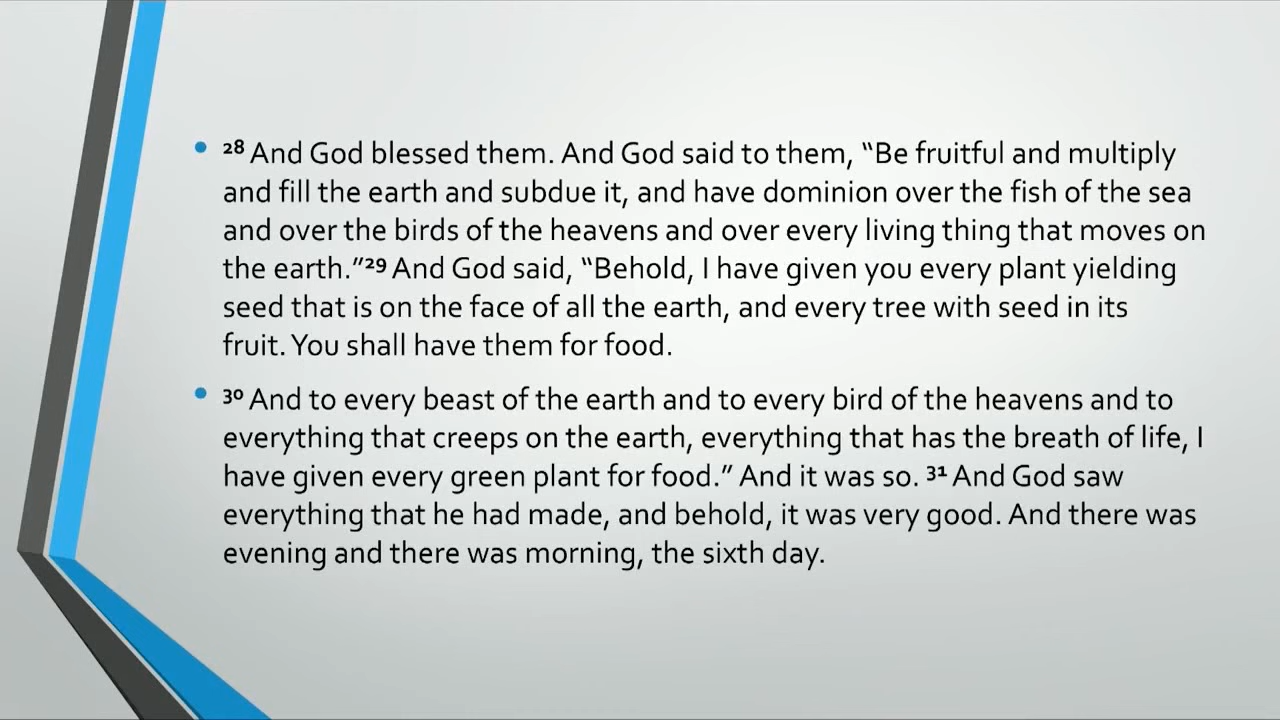 28 And God blessed them. And God said to them, “Be fruitful and multiply
and fill the earth and subdue it, and have dominion over the fish of the sea
and over the birds of the heavens and over every living thing that moves on
the earth.”29 And God said, “Behold, I have given you every plant yielding
seed that is on the face of all the earth, and every tree with seed in its
fruit. You shall have them for food.
30 And to every beast of the earth and to every bird of the heavens and to
everything that creeps on the earth, everything that has the breath of life, I
have given every green plant for food.” And it was so. 31 And God saw
everything that he had made, and behold, it was very good. And there was
evening and there was morning, the sixth day.